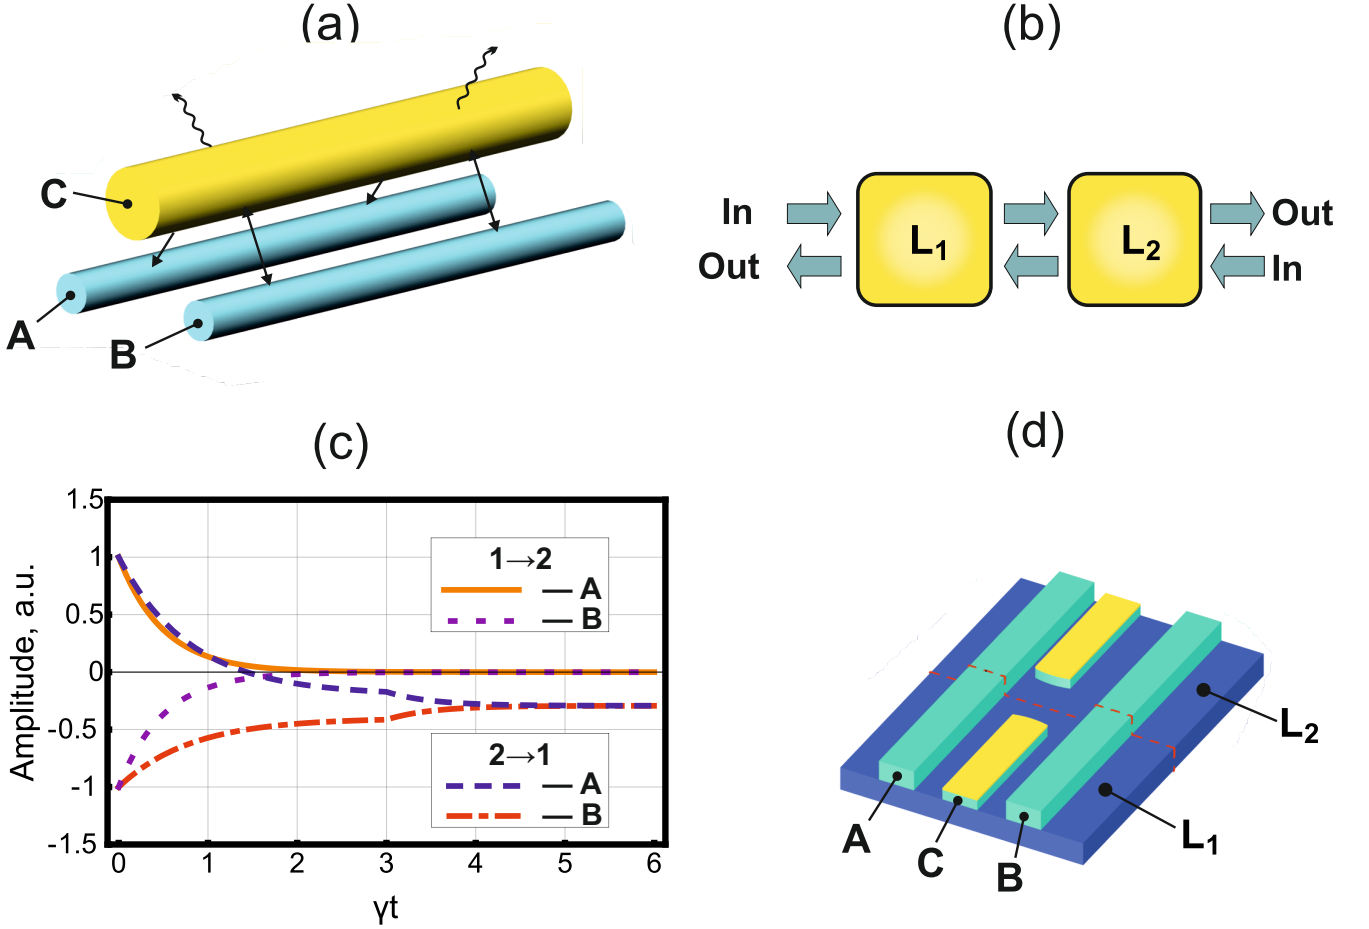 (a)
C
A
B
(b)
In
Out
L1
L2
Out
In
(c)
Amplitude, a.u.
1.5
1
0.5
0
-0.5
-1
-1.5
1→2
— A
— B
2→1
— A
— B
0 1 2 3 4 5 6
γt
(d)
A
C
B
L1
L2